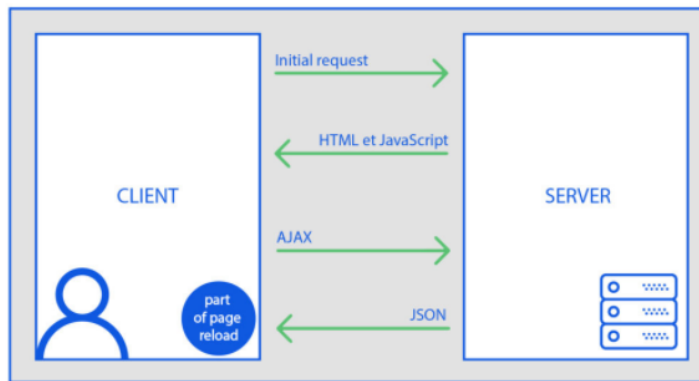 Initial request
HTML et JavaScript
CLIENT
SERVER
AJAX
part
of page
reload
JSON